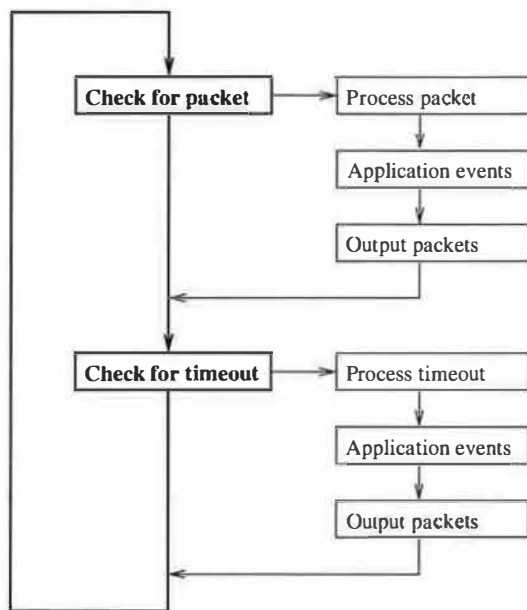 Check for packet
Process packet
Application events
Output packets
Check for timeout
Process timeout
Application events
Output packets